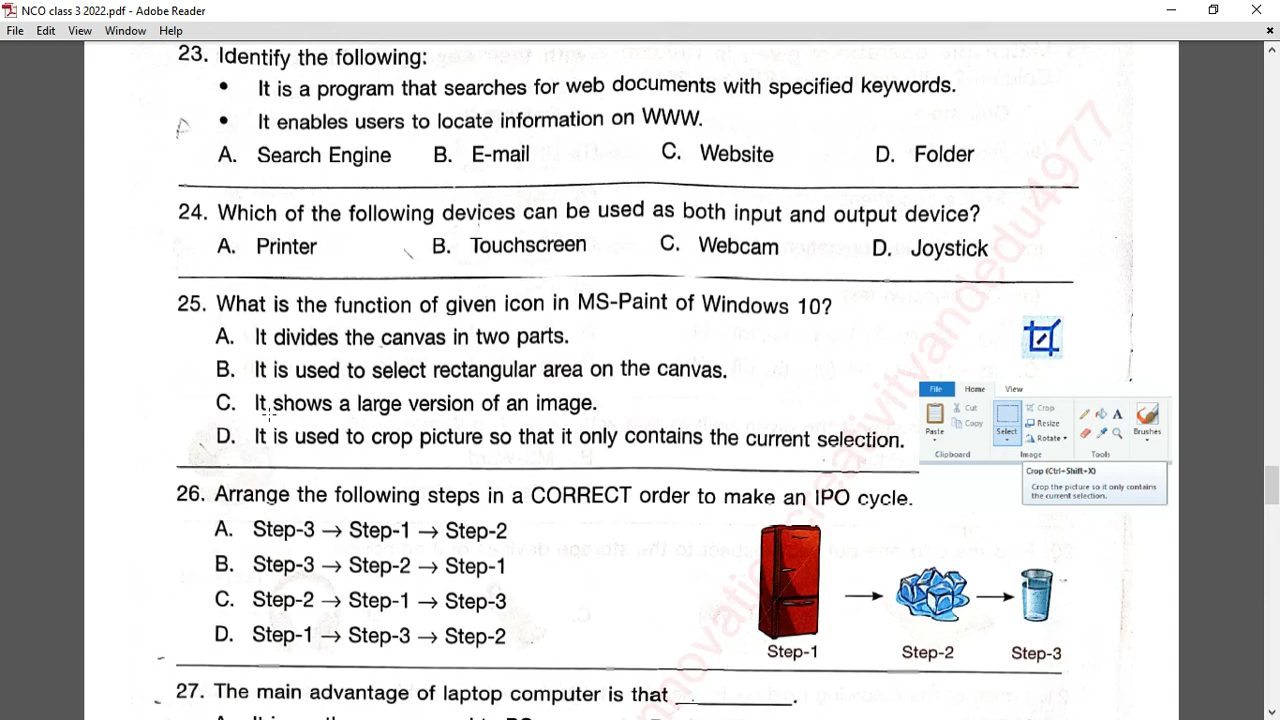 NCO class 3 2022.pdf - Adobe Reader
File Edit View Window Help
23. Identify the following:
• It is a program that searches for web documents with specified keywords.
• It enables users to locate information on WWW.
A. Search Engine B. E-mail C. Website D. Folder
24. Which of the following devices can be used as both input and output device?
A. Printer B. Touchscreen C. Webcam D. Joystick
25. What is the function of given icon in MS-Paint of Windows 10?
A. It divides the canvas in two parts.
B. It is used to select rectangular area on the canvas.
C. It shows a large version of an image.
D. It is used to crop picture so that it only contains the current selection.
File Home View
Cut
Copy
Paste
Clipboard
Select
Crop
Resize
Rotate
Image
A
Tools
Brushes
Crop (Ctrl+Shift+X)
Crop the picture so it only contains
the current selection.
26. Arrange the following steps in a CORRECT order to make an IPO cycle.
A. Step-3 → Step-1 → Step-2
B. Step-3 → Step-2 → Step-1
C. Step-2 → Step-1 → Step-3
D. Step-1 → Step-3 → Step-2
Step-1 Step-2 Step-3
27. The main advantage of laptop computer is that __________.